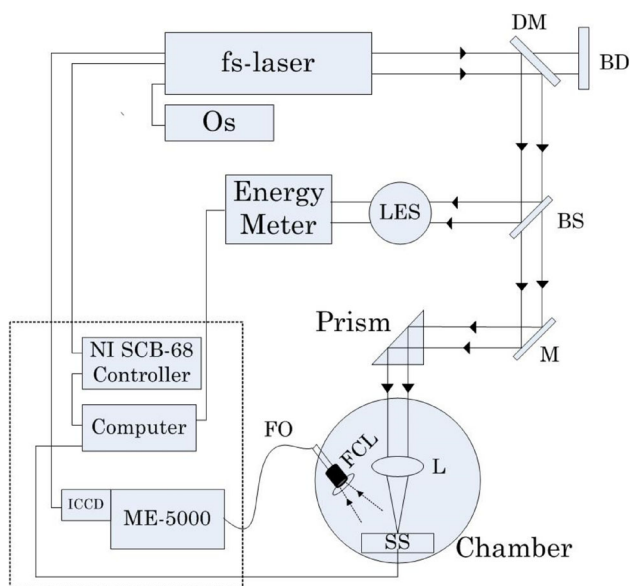 DM
fs-laser
BD
Os
Energy
Meter
LES
BS
Prism
M
NI SCB-68
Controller
Computer
FO
FCL
L
ICCD
ME-5000
SS
Chamber